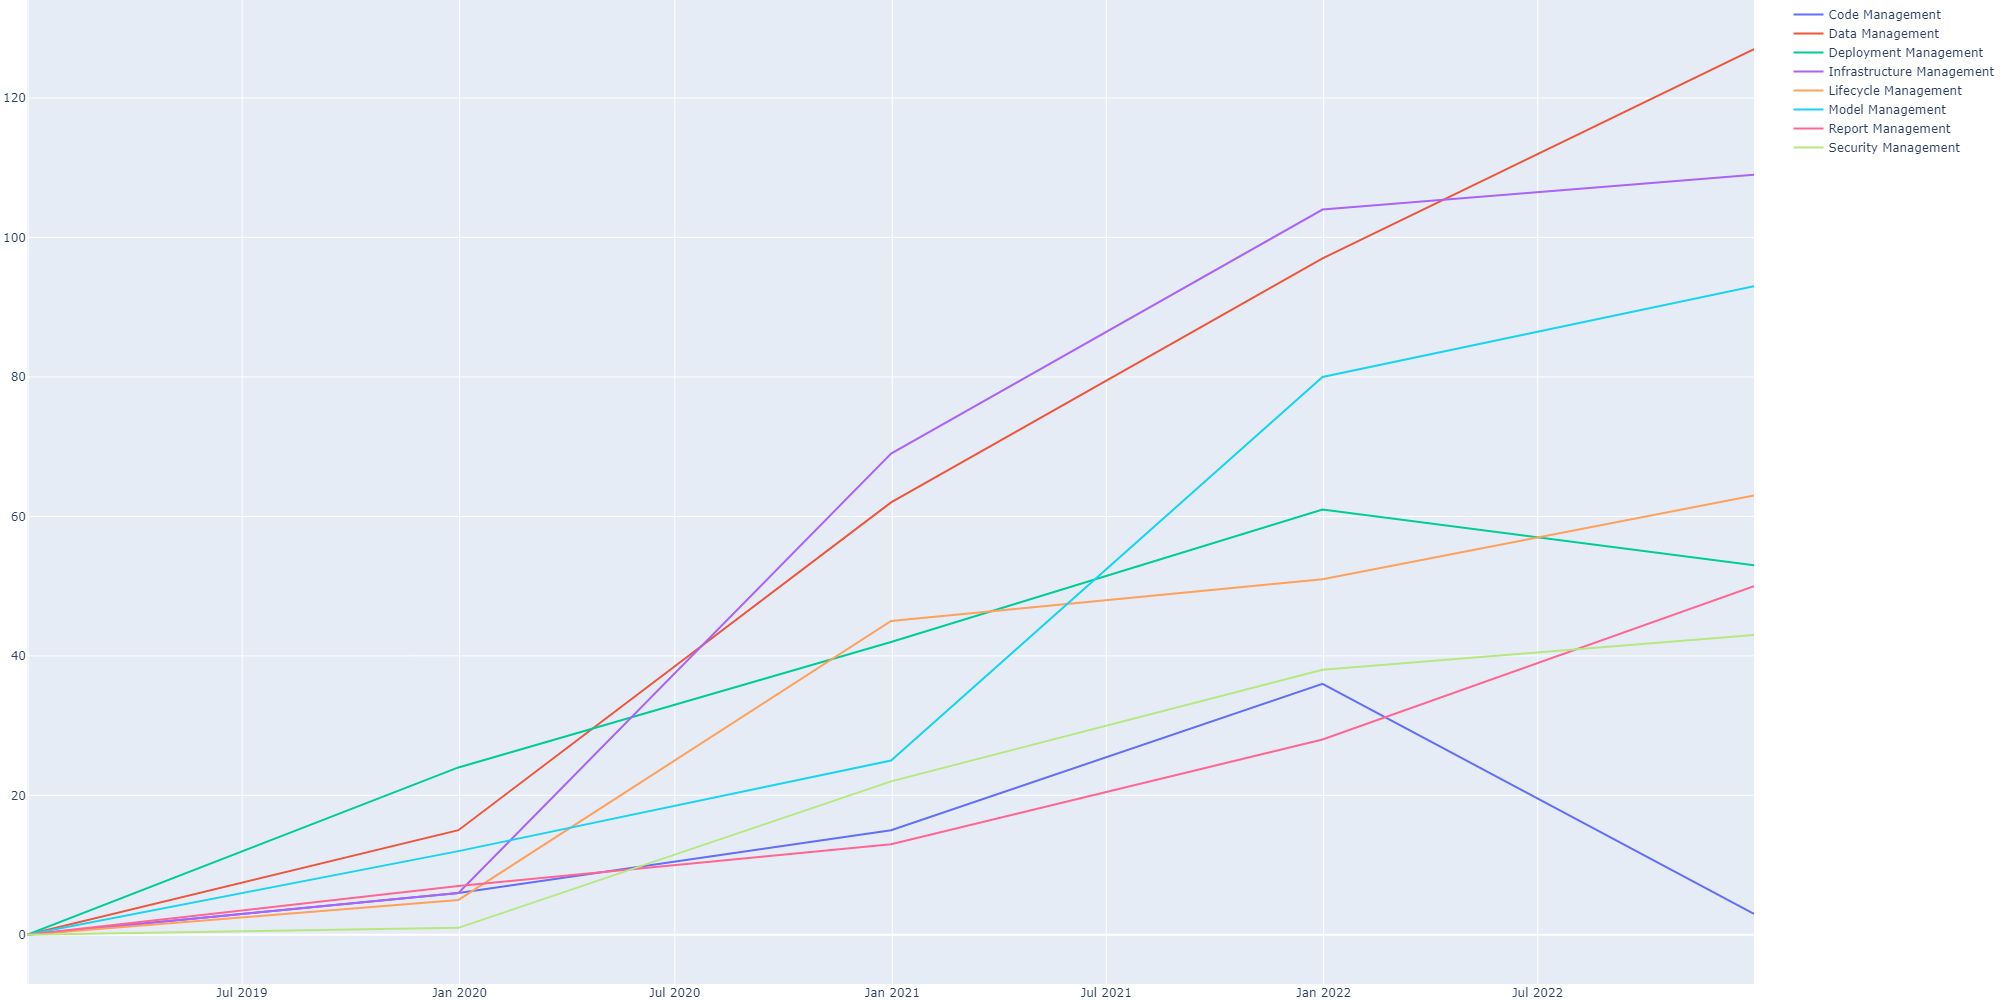 Code Management
Data Management
Deployment Management
Infrastructure Management
Lifecycle Management
Model Management
Report Management
Security Management
120
100
80
60
40
20
0
Jul 2019
Jan 2020
Jul 2020
Jan 2021
Jul 2021
Jan 2022
Jul 2022